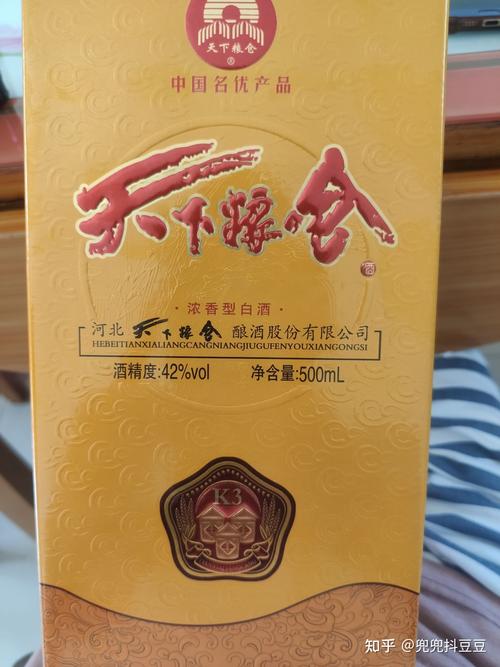 天下粮仓
®
中国名优产品
天下粮仓
酒
·浓香型白酒·
河北天下粮仓酿酒股份有限公司
HEBEITIANXIALIANGCANGNIANGJIUGUFENYOUXIANGONGSI
酒精度:42%vol 净含量:500mL
K3
知乎 @兜兜抖豆豆